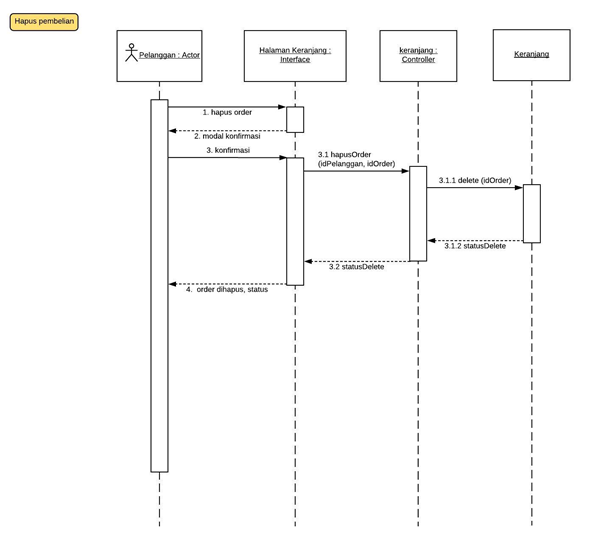 Hapus pembelian
Pelanggan : Actor
Halaman Keranjang :
Interface
keranjang :
Controller
Keranjang
1. hapus order
2. modal konfirmasi
3. konfirmasi
3.1 hapusOrder
(idPelanggan, idOrder)
3.1.1 delete (idOrder)
3.1.2 statusDelete
3.2 statusDelete
4. order dihapus, status